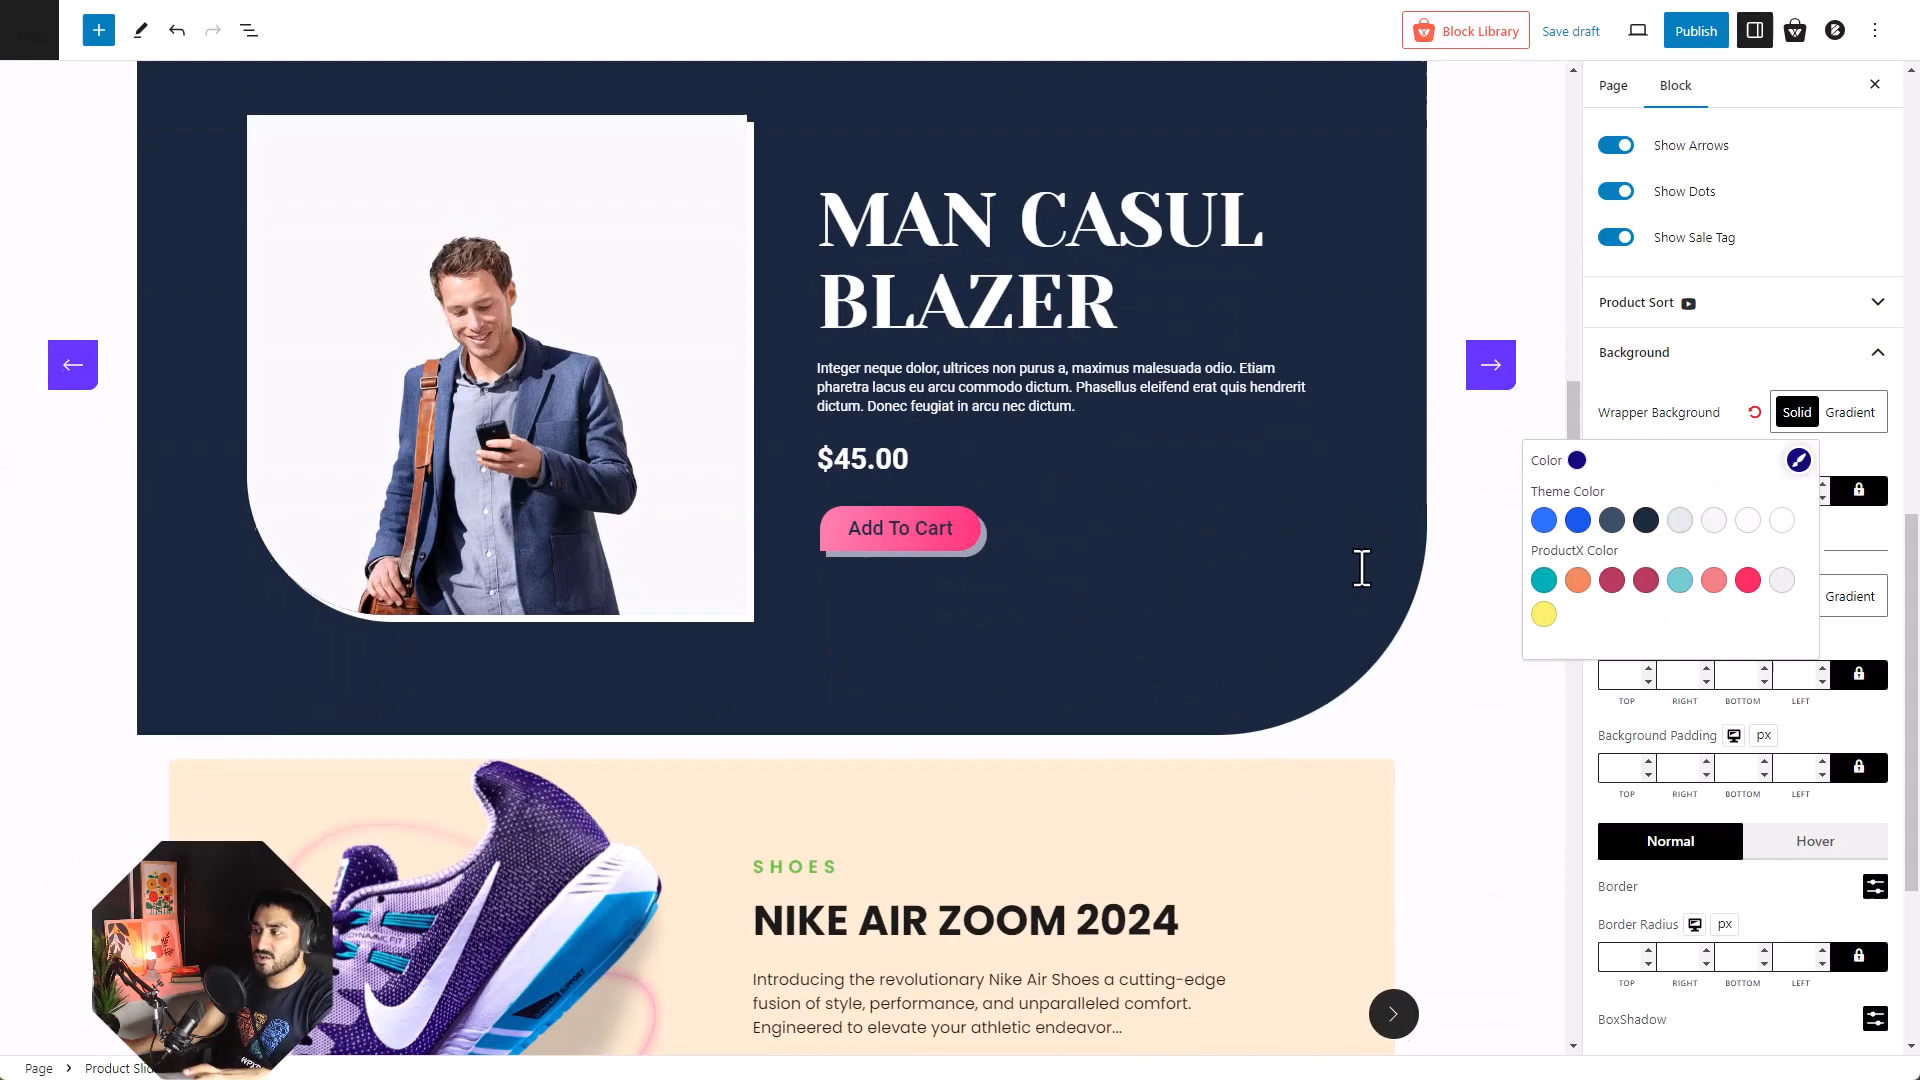 Block Library
Save draft
Publish
Page
Block
Show Arrows
Show Dots
Show Sale Tag
Product Sort
Background
Wrapper Background
Solid
Gradient
Color
Theme Color
ProductX Color
Gradient
TOP RIGHT BOTTOM LEFT
Background Padding px
TOP RIGHT BOTTOM LEFT
Normal
Hover
Border
Border Radius px
TOP RIGHT BOTTOM LEFT
BoxShadow
MAN CASUL
BLAZER
Integer neque dolor, ultrices non purus a, maximus malesuada odio. Etiam
pharetra lacus eu arcu commodo dictum. Phasellus eleifend erat quis hendrerit
dictum. Donec feugiat in arcu nec dictum.
$45.00
Add To Cart
SHOES
NIKE AIR ZOOM 2024
Introducing the revolutionary Nike Air Shoes a cutting-edge
fusion of style, performance, and unparalleled comfort.
Engineered to elevate your athletic endeavor...
Page
Product Slid